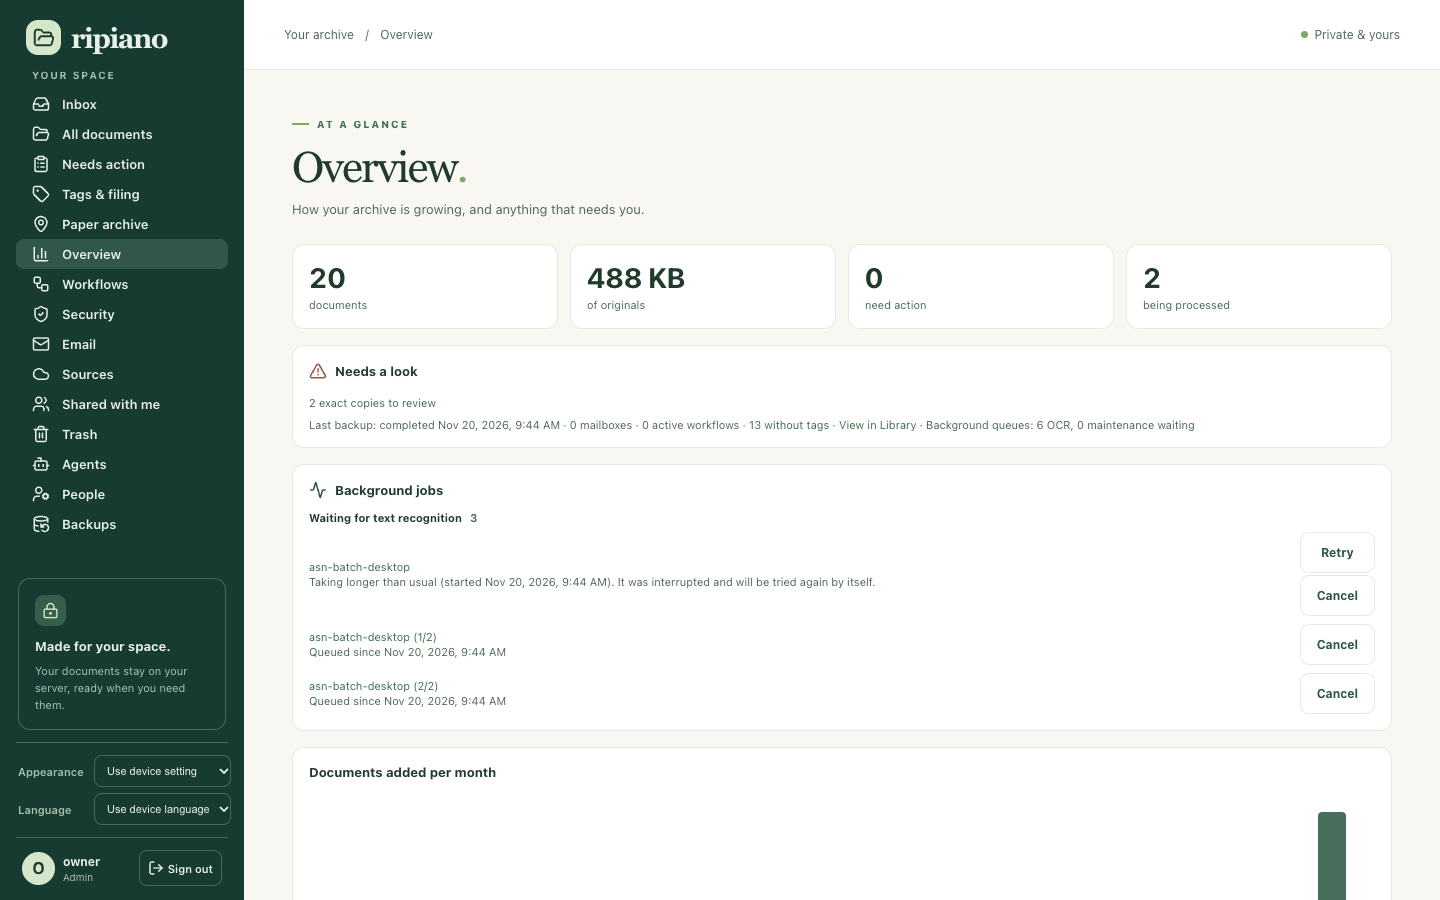 ripiano
YOUR SPACE
Inbox
All documents
Needs action
Tags & filing
Paper archive
Overview
Workflows
Security
Email
Sources
Shared with me
Trash
Agents
People
Backups
Made for your space.
Your documents stay on your
server, ready when you need
them.
Appearance Use device setting
Language Use device language
O owner
Admin
Sign out
Your archive / Overview
Private & yours
AT A GLANCE
Overview.
How your archive is growing, and anything that needs you.
20
documents
488 KB
of originals
0
need action
2
being processed
Needs a look
2 exact copies to review
Last backup: completed Nov 20, 2026, 9:44 AM · 0 mailboxes · 0 active workflows · 13 without tags · View in Library · Background queues: 6 OCR, 0 maintenance waiting
Background jobs
Waiting for text recognition 3
asn-batch-desktop
Taking longer than usual (started Nov 20, 2026, 9:44 AM). It was interrupted and will be tried again by itself.
Retry
Cancel
asn-batch-desktop (1/2)
Queued since Nov 20, 2026, 9:44 AM
Cancel
asn-batch-desktop (2/2)
Queued since Nov 20, 2026, 9:44 AM
Cancel
Documents added per month